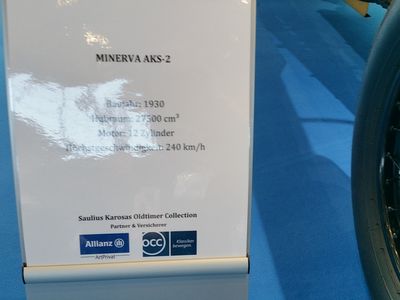 MINERVA AKS-2
Baujahr: 1930
Hubraum: 27500 cm³
Motor: 12 Zylinder
Höchstgeschwindigkeit: 240 km/h
Saulius Karosas Oldtimer Collection
Partner & Versicherer
Allianz
ArtPrivat
OCC
Klassiker
bewegen